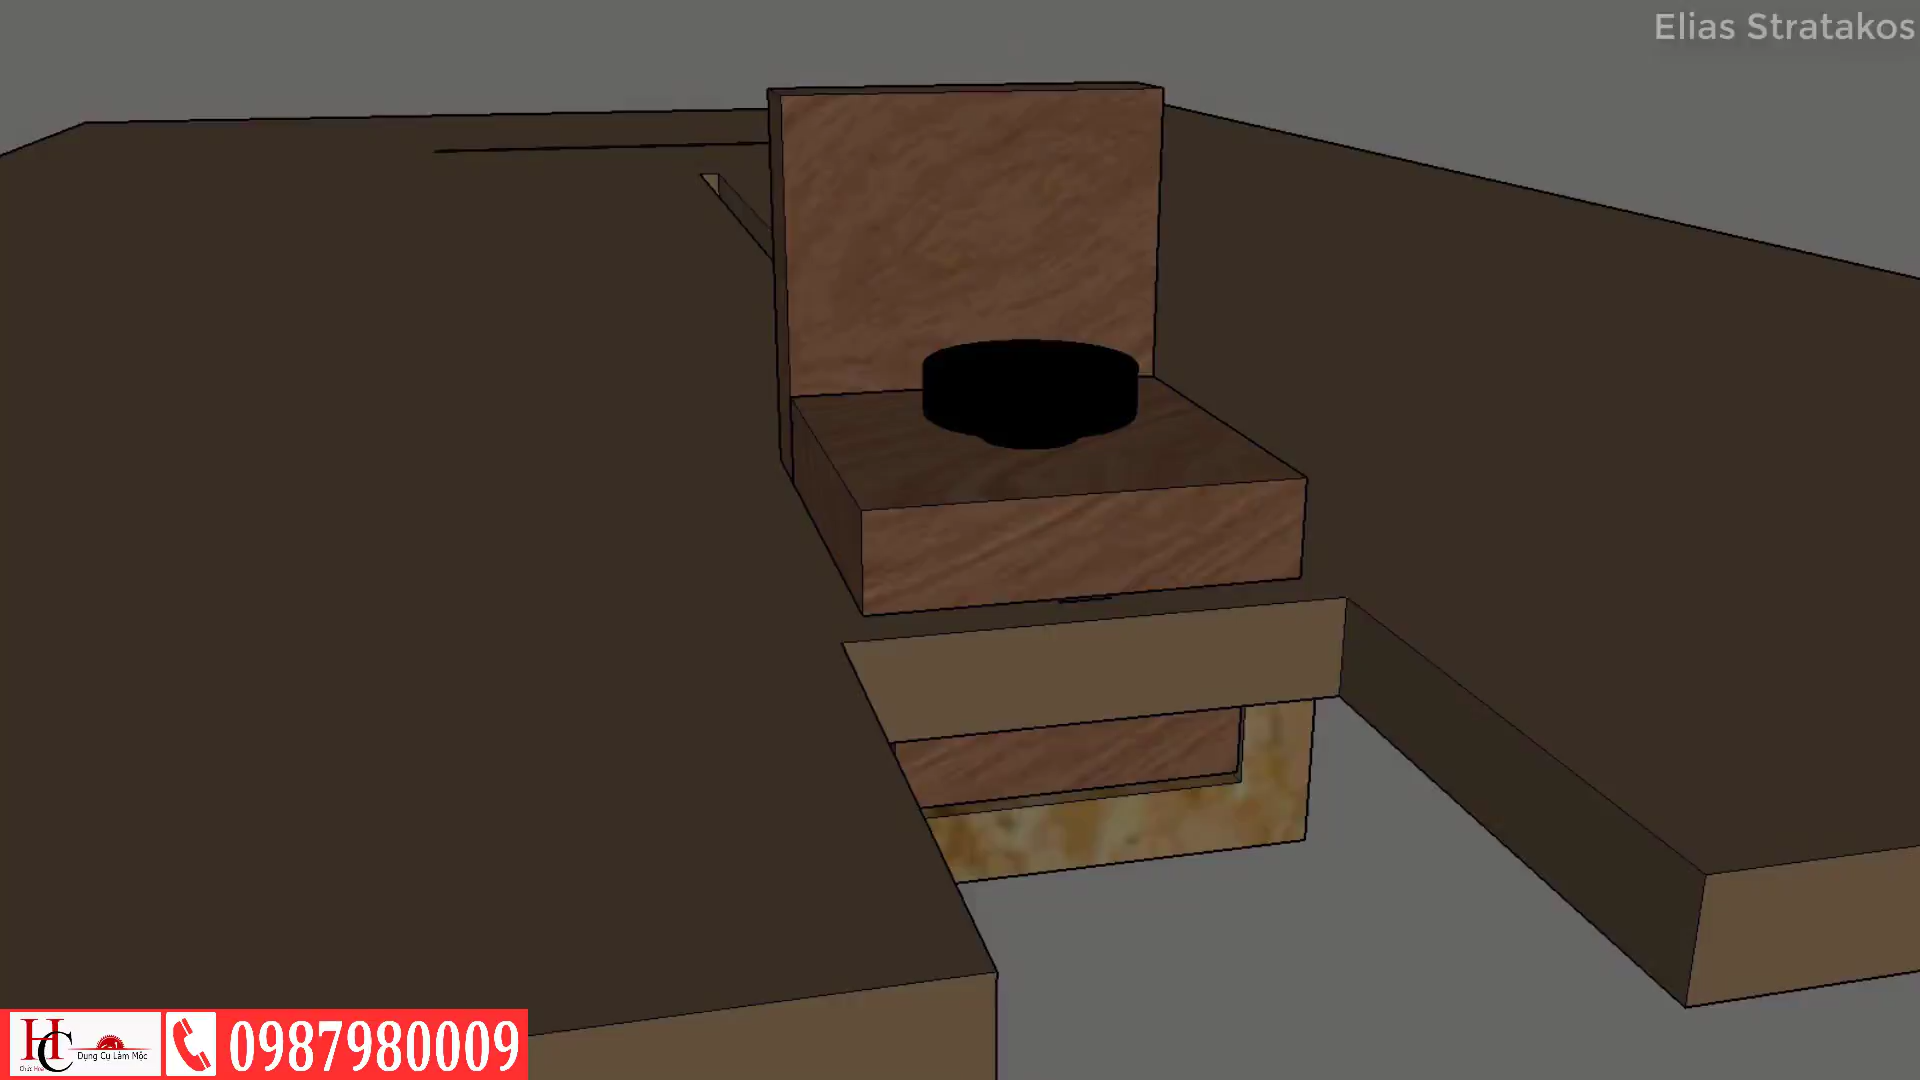 Elias Stratakos
HC
Dụng Cụ Làm Mộc
0987980009